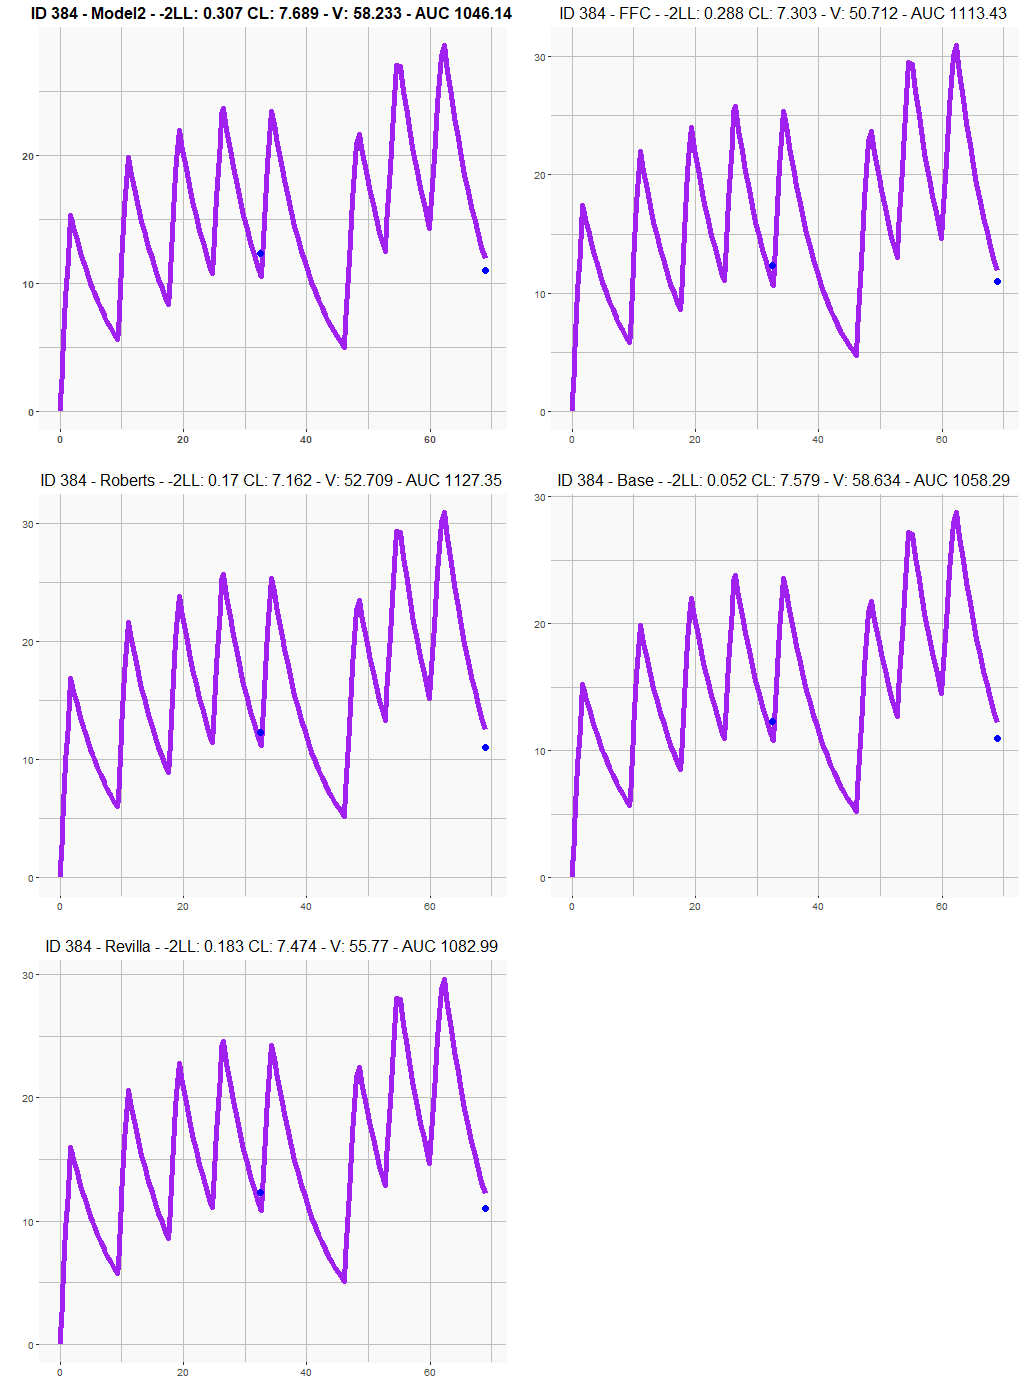 ID 384 - Model2 - -2LL: 0.307 CL: 7.689 - V: 58.233 - AUC 1046.14
20
10
0
0 20 40 60
ID 384 - FFC - -2LL: 0.288 CL: 7.303 - V: 50.712 - AUC 1113.43
30
20
10
0
0 20 40 60
ID 384 - Roberts - -2LL: 0.17 CL: 7.162 - V: 52.709 - AUC 1127.35
30
20
10
0
0 20 40 60
ID 384 - Base - -2LL: 0.052 CL: 7.579 - V: 58.634 - AUC 1058.29
30
20
10
0
0 20 40 60
ID 384 - Revilla - -2LL: 0.183 CL: 7.474 - V: 55.77 - AUC 1082.99
30
20
10
0
0 20 40 60